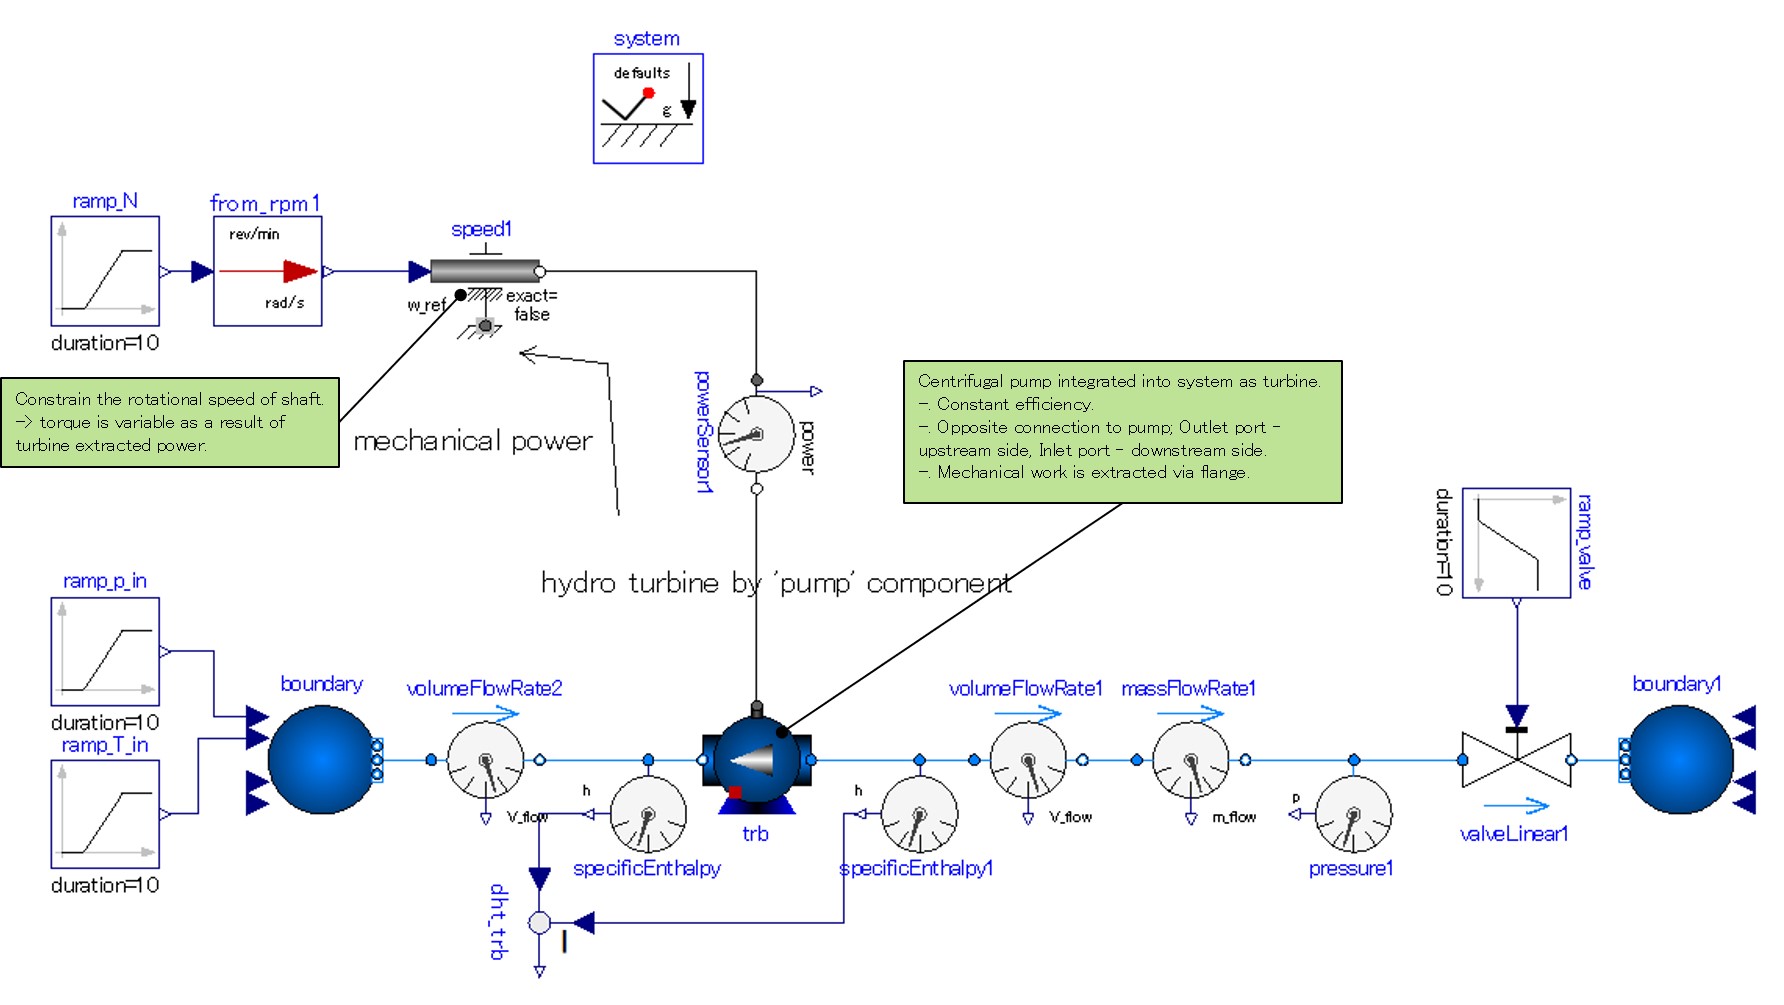 system
defaults
g
ramp_N
from_rpm1
rev/min
rad/s
duration=10
speed1
w_ref
exact=
false
Constrain the rotational speed of shaft.
-> torque is variable as a result of
turbine extracted power.
mechanical power
powerSensor1
power
Centrifugal pump integrated into system as turbine.
-. Constant efficiency.
-. Opposite connection to pump; Outlet port -
upstream side, Inlet port - downstream side.
-. Mechanical work is extracted via flange.
duration=10
ramp_valve
hydro turbine by 'pump' component
ramp_p_in
duration=10
ramp_T_in
duration=10
boundary
volumeFlowRate2
V_flow
h
specificEnthalpy
trb
h
specificEnthalpy1
volumeFlowRate1
V_flow
massFlowRate1
m_flow
p
pressure1
valveLinear1
boundary1
dht_trb